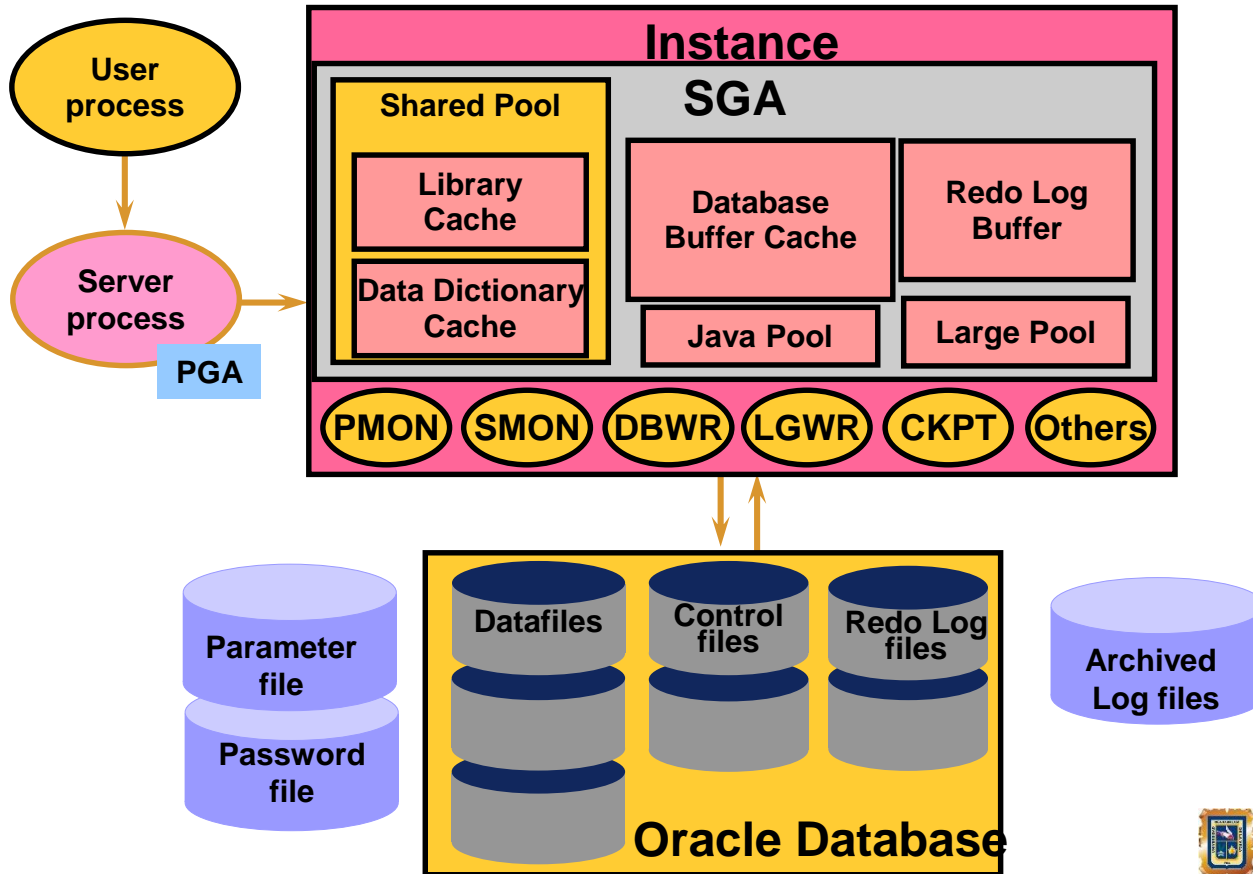 Instance
User
process
SGA
Shared Pool
Library
Cache
Data Dictionary
Cache
Database
Buffer Cache
Redo Log
Buffer
Java Pool
Large Pool
Server
process
PGA
PMON
SMON
DBWR
LGWR
CKPT
Others
Parameter
file
Password
file
Datafiles
Control
files
Redo Log
files
Archived
Log files
Oracle Database